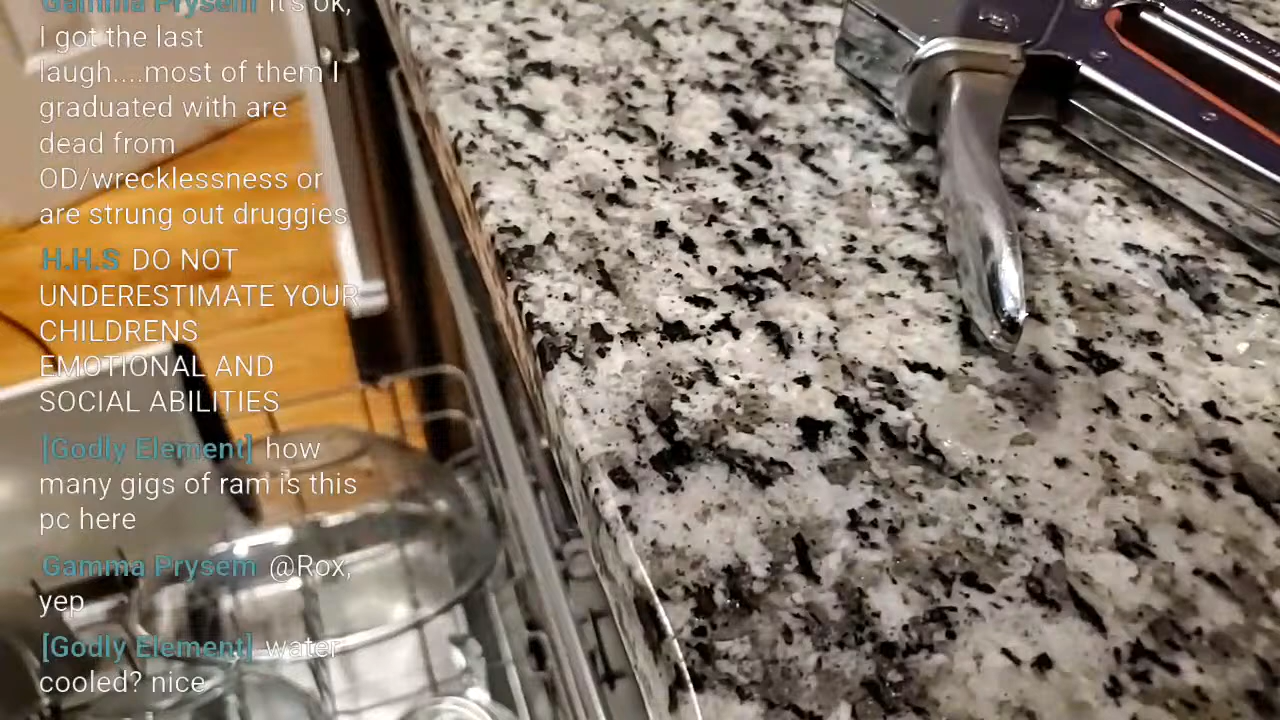 Gamma Prysem it's ok,
I got the last
laugh....most of them I
graduated with are
dead from
OD/wrecklessness or
are strung out druggies
H.H.S DO NOT
UNDERESTIMATE YOUR
CHILDRENS
EMOTIONAL AND
SOCIAL ABILITIES
[Godly Element] how
many gigs of ram is this
pc here
Gamma Prysem @Rox,
yep
[Godly Element] water
cooled? nice